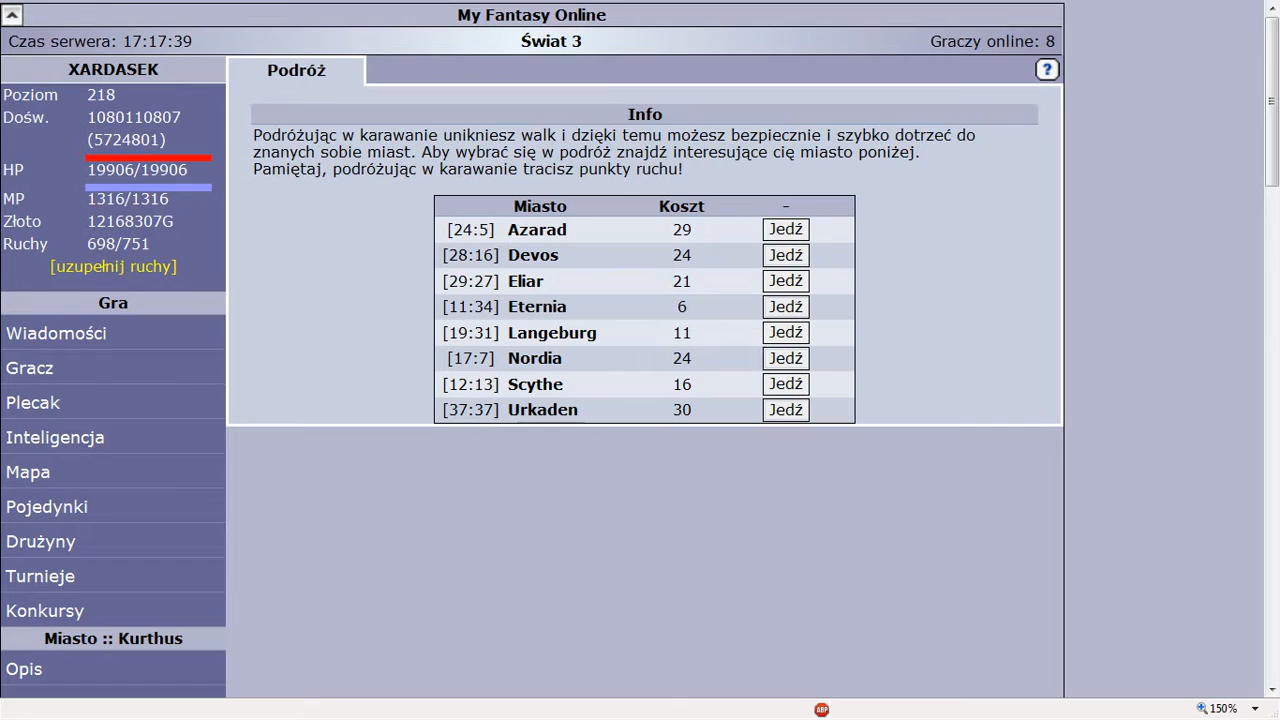 My Fantasy Online
Czas serwera: 17:17:39
Świat 3
Graczy online: 8
XARDASEK
Poziom 218
Dośw. 1080110807
(5724801)
HP 19906/19906
MP 1316/1316
Złoto 12168307G
Ruchy 698/751
[uzupełnij ruchy]
Gra
Wiadomości
Gracz
Plecak
Inteligencja
Mapa
Pojedynki
Drużyny
Turnieje
Konkursy
Miasto :: Kurthus
Opis
Podróż
?
Info
Podróżując w karawanie unikniesz walk i dzięki temu możesz bezpiecznie i szybko dotrzeć do
znanych sobie miast. Aby wybrać się w podróż znajdź interesujące cię miasto poniżej.
Pamiętaj, podróżując w karawanie tracisz punkty ruchu!
Miasto Koszt -
[24:5] Azarad 29 Jedź
[28:16] Devos 24 Jedź
[29:27] Eliar 21 Jedź
[11:34] Eternia 6 Jedź
[19:31] Langeburg 11 Jedź
[17:7] Nordia 24 Jedź
[12:13] Scythe 16 Jedź
[37:37] Urkaden 30 Jedź
ABP
150%